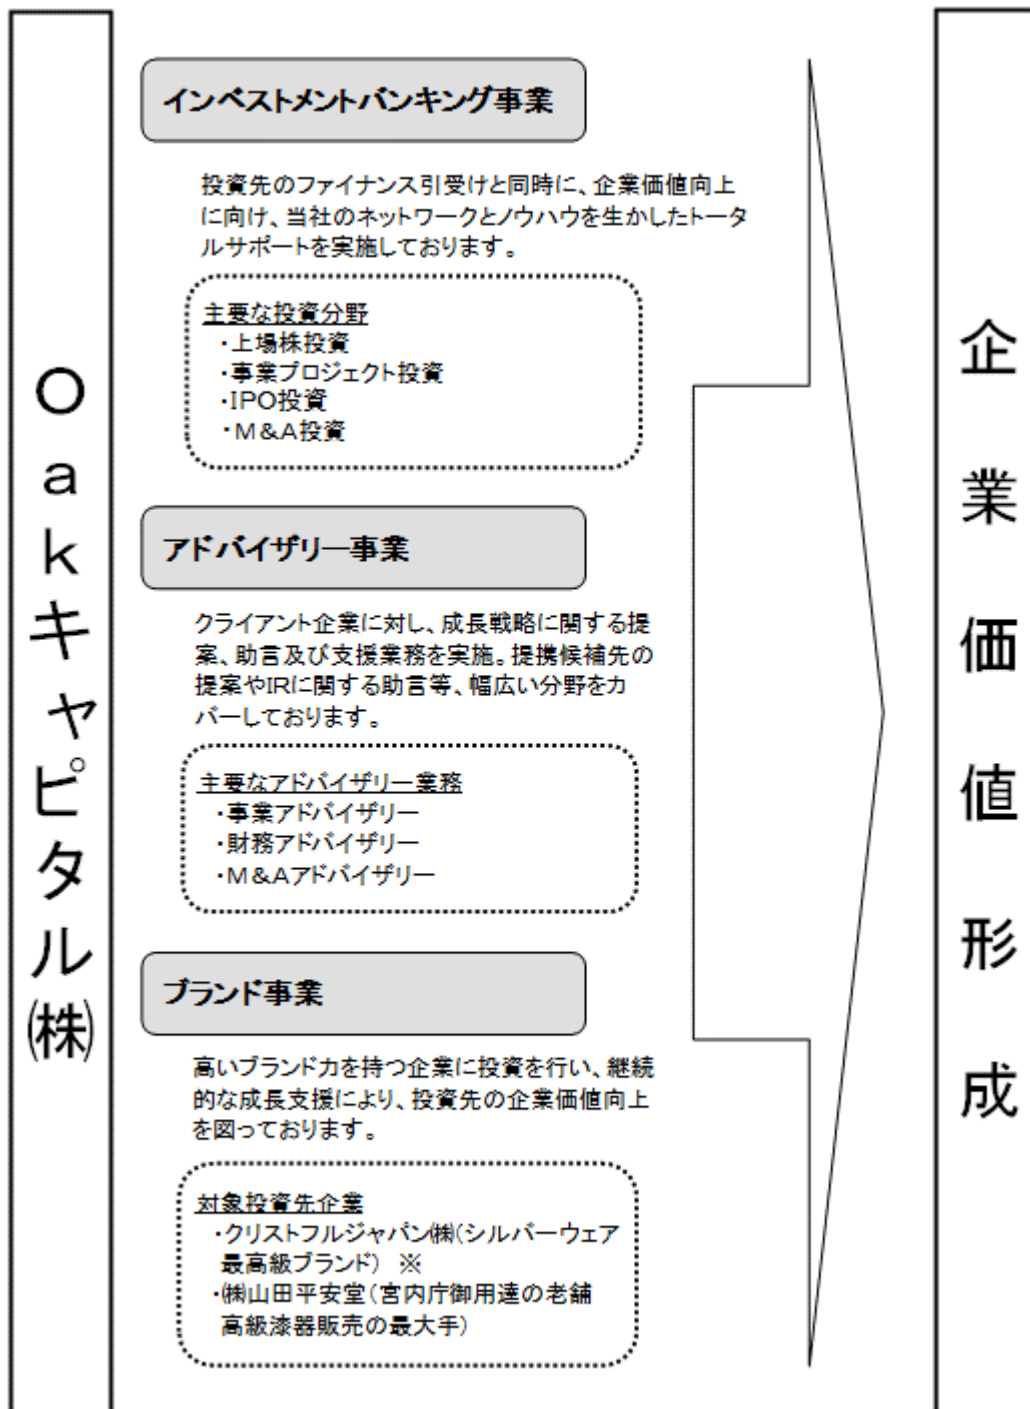 Oakキャピタル㈱
インベストメントバンキング事業
投資先のファイナンス引受けと同時に、企業価値向上
に向け、当社のネットワークとノウハウを生かしたトータ
ルサポートを実施しております。
主要な投資分野
・上場株投資
・事業プロジェクト投資
・IPO投資
・M&A投資
アドバイザリー事業
クライアント企業に対し、成長戦略に関する提
案、助言及び支援業務を実施。提携候補先の
提案やIRに関する助言等、幅広い分野をカ
バーしております。
主要なアドバイザリー業務
・事業アドバイザリー
・財務アドバイザリー
・M&Aアドバイザリー
ブランド事業
高いブランド力を持つ企業に投資を行い、継続
的な成長支援により、投資先の企業価値向上
を図っております。
対象投資先企業
・クリストフルジャパン㈱(シルバーウェア
最高級ブランド) ※
・㈱山田平安堂(宮内庁御用達の老舗
高級漆器販売の最大手)
企業価値形成